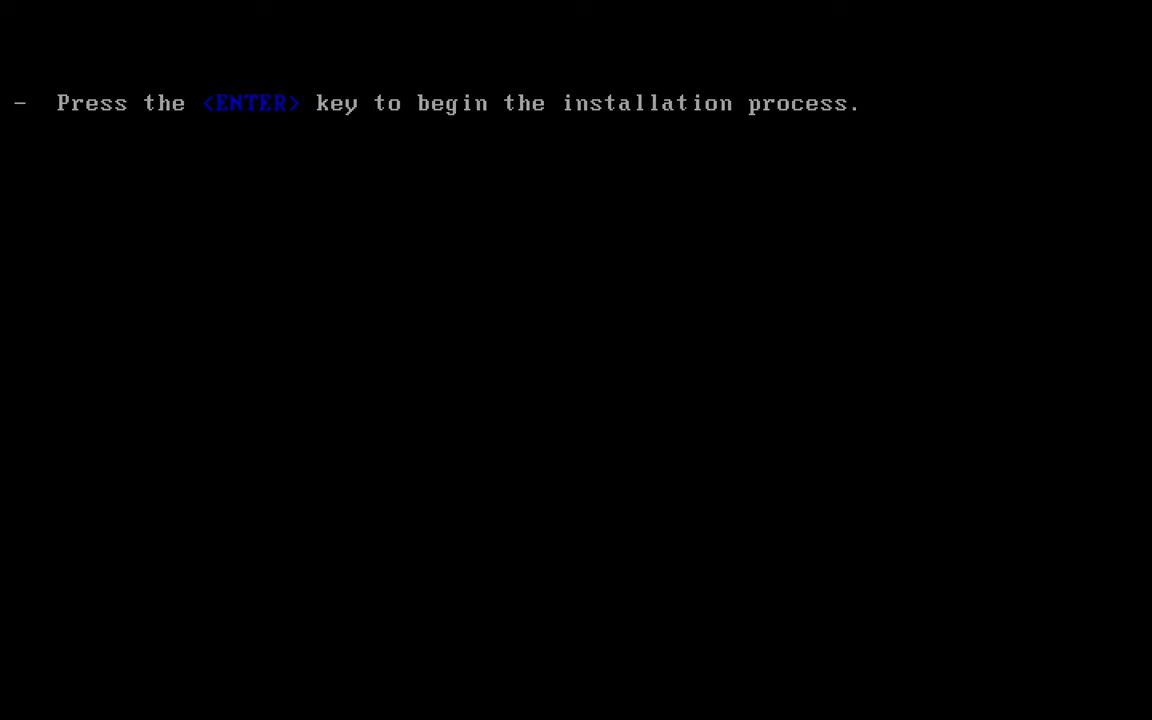 -  Press the <ENTER> key to begin the installation process.